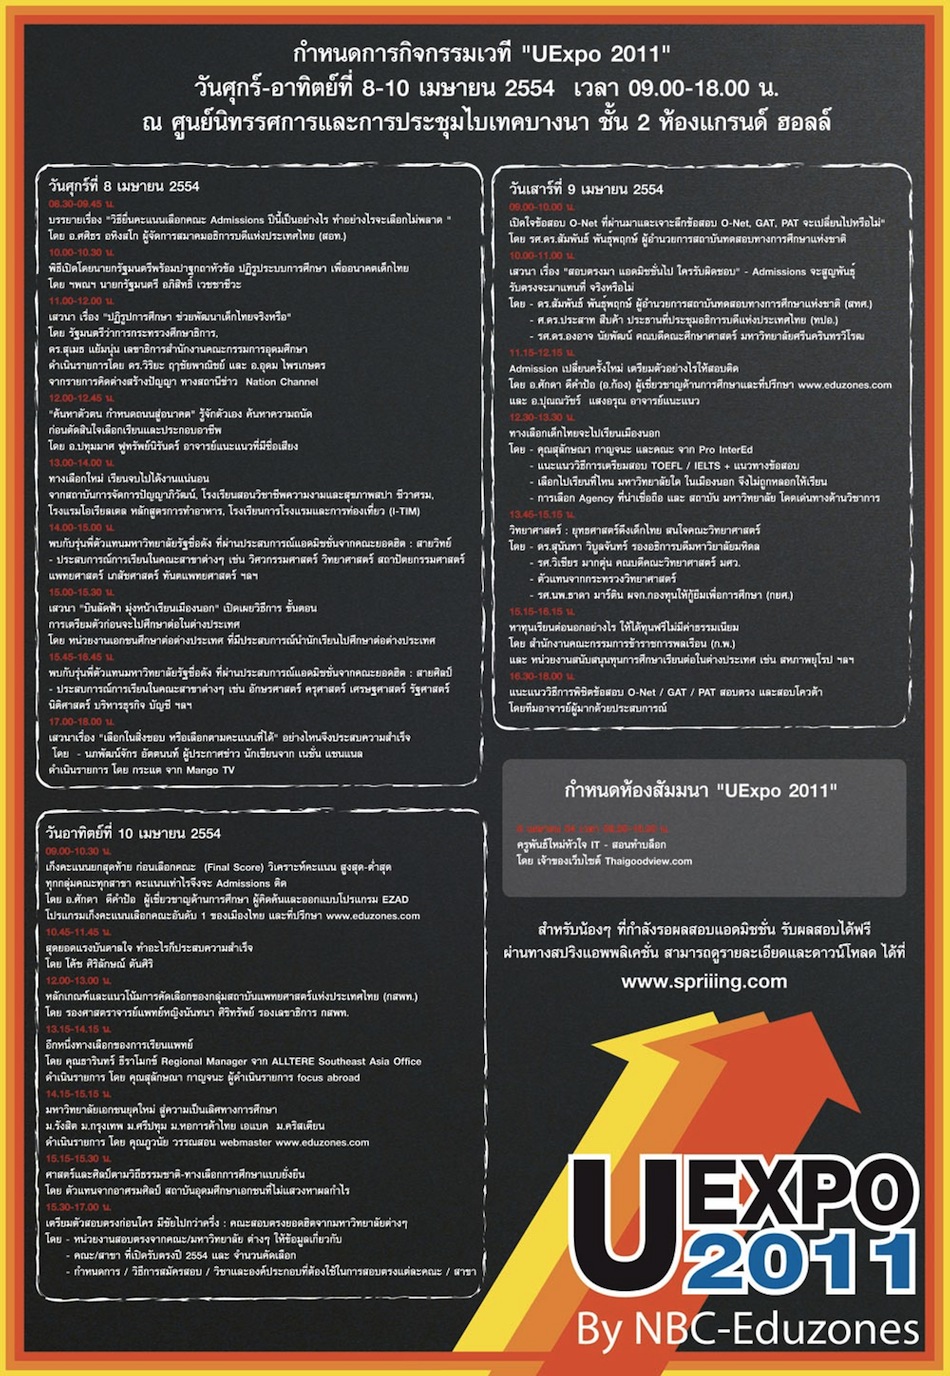 กำหนดการกิจกรรมเวที "UExpo 2011"
วันศุกร์-อาทิตย์ที่ 8-10 เมษายน 2554 เวลา 09.00-18.00 น.
ณ ศูนย์นิทรรศการและการประชุมไบเทคบางนา ชั้น 2 ห้องแกรนด์ ฮอลล์
วันศุกร์ที่ 8 เมษายน 2554
08.30-09.45 น.
บรรยายเรื่อง "วิธียื่นคะแนนเลือกคณะ Admissions ปีนี้เป็นอย่างไร ทำอย่างไรจะเลือกไม่พลาด "
โดย อ.ศศิธร อหิงสโก ผู้จัดการสมาคมอธิการบดีแห่งประเทศไทย (สอท.)
10.00-10.30 น.
พิธีเปิดโดยนายกรัฐมนตรีพร้อมปาฐกถาหัวข้อ ปฏิรูประบบการศึกษา เพื่ออนาคตเด็กไทย
โดย ฯพณฯ นายกรัฐมนตรี อภิสิทธิ์ เวชชาชีวะ
11.00-12.00 น.
เสวนา เรื่อง "ปฏิรูปการศึกษา ช่วยพัฒนาเด็กไทยจริงหรือ"
โดย รัฐมนตรีว่าการกระทรวงศึกษาธิการ,
ดร.สุเมธ แย้มนุ่น เลขาธิการสำนักงานคณะกรรมการอุดมศึกษา
ดำเนินรายการโดย ดร.วิริยะ ฤๅชัยพาณิชย์ และ อ.อุดม ไพรเกษตร
จากรายการคิดต่างสร้างปัญญา ทางสถานีข่าว Nation Channel
12.00-12.45 น.
"ค้นหาตัวตน กำหนดถนนสู่อนาคต" รู้จักตัวเอง ค้นหาความถนัด
ก่อนตัดสินใจเลือกเรียนและประกอบอาชีพ
โดย อ.ปทุมมาศ ฟูทรัพย์นิรันดร์ อาจารย์แนะแนวที่มีชื่อเสียง
13.00-14.00 น.
ทางเลือกใหม่ เรียนจบไปได้งานแน่นอน
จากสถาบันการจัดการปัญญาภิวัฒน์, โรงเรียนสอนวิชาชีพความงามและสุขภาพสปา ชีวาศรม,
โรงแรมโอเรียลเตล หลักสูตรการทำอาหาร, โรงเรียนการโรงแรมและการท่องเที่ยว (I-TIM)
14.00-15.00 น.
พบกับรุ่นพี่ตัวแทนมหาวิทยาลัยรัฐชื่อดัง ที่ผ่านประสบการณ์แอดมิชชั่นจากคณะยอดฮิต : สายวิทย์
- ประสบการณ์การเรียนในคณะสาขาต่างๆ เช่น วิศวกรรมศาสตร์ วิทยาศาสตร์ สถาปัตยกรรมศาสตร์
แพทยศาสตร์ เภสัชศาสตร์ ทันตแพทยศาสตร์ ฯลฯ
15.00-15.30 น.
เสวนา "บินลัดฟ้า มุ่งหน้าเรียนเมืองนอก" เปิดเผยวิธีการ ขั้นตอน
การเตรียมตัวก่อนจะไปศึกษาต่อในต่างประเทศ
โดย หน่วยงานเอกชนศึกษาต่อต่างประเทศ ที่มีประสบการณ์นำนักเรียนไปศึกษาต่อต่างประเทศ
15.45-16.45 น.
พบกับรุ่นพี่ตัวแทนมหาวิทยาลัยรัฐชื่อดัง ที่ผ่านประสบการณ์แอดมิชชั่นจากคณะยอดฮิต : สายศิลป์
- ประสบการณ์การเรียนในคณะสาขาต่างๆ เช่น อักษรศาสตร์ ครุศาสตร์ เศรษฐศาสตร์ รัฐศาสตร์
นิติศาสตร์ บริหารธุรกิจ บัญชี ฯลฯ
17.00-18.00 น.
เสวนาเรื่อง "เลือกในสิ่งชอบ หรือเลือกตามคะแนนที่ได้" อย่างไหนจึงประสบความสำเร็จ
โดย - นภพัฒน์จักร อัตตนนท์ ผู้ประกาศข่าว นักเขียนจาก เนชั่น แชนแนล
ดำเนินรายการ โดย กระแต จาก Mango TV
วันเสาร์ที่ 9 เมษายน 2554
09.00-10.00 น.
เปิดใจข้อสอบ O-Net ที่ผ่านมาและเจาะลึกข้อสอบ O-Net, GAT, PAT จะเปลี่ยนไปหรือไม่"
โดย รศ.ดร.สัมพันธ์ พันธุ์พฤกษ์ ผู้อำนวยการสถาบันทดสอบทางการศึกษาแห่งชาติ
10.00-11.00 น.
เสวนา เรื่อง "สอบตรงมา แอดมิชชั่นไป ใครรับผิดชอบ" - Admissions จะสูญพันธุ์
รับตรงจะมาแทนที่ จริงหรือไม่
โดย - ดร.สัมพันธ์ พันธุ์พฤกษ์ ผู้อำนวยการสถาบันทดสอบทางการศึกษาแห่งชาติ (สทศ.)
- ศ.ดร.ประสาท สืบค้า ประธานที่ประชุมอธิการบดีแห่งประเทศไทย (ทปอ.)
- รศ.ดร.องอาจ นัยพัฒน์ คณบดีคณะศึกษาศาสตร์ มหาวิทยาลัยศรีนครินทรวิโรฒ
11.15-12.15 น.
Admission เปลี่ยนครั้งใหม่ เตรียมตัวอย่างไรให้สอบติด
โดย อ.ศักดา ดีคำป้อ (อ.ก้อง) ผู้เชี่ยวชาญด้านการศึกษาและที่ปรึกษา www.eduzones.com
และ อ.ปุณณวัชร์ แสงอรุณ อาจารย์แนะแนว
12.30-13.30 น.
ทางเลือกเด็กไทยจะไปเรียนเมืองนอก
โดย - คุณสุลักษณา กาญจนะ และคณะ จาก Pro InterEd
- แนะแนววิธีการเตรียมสอบ TOEFL / IELTS + แนวทางข้อสอบ
- เลือกไปเรียนที่ไหน มหาวิทยาลัยใด ในเมืองนอก จึงไม่ถูกหลอกให้เรียน
- การเลือก Agency ที่น่าเชื่อถือ และ สถาบัน มหาวิทยาลัย โดดเด่นทางด้านวิชาการ
13.45-15.15 น.
วิทยาศาสตร์ : ยุทธศาสตร์ดึงเด็กไทย สนใจคณะวิทยาศาสตร์
โดย - ดร.สุนันทา วิบูลจันทร์ รองอธิการบดีมหาวิทยาลัยมหิดล
- รศ.วิเชียร มากตุ่น คณบดีคณะวิทยาศาสตร์ มศว.
- ตัวแทนจากกระทรวงวิทยาศาสตร์
- รศ.นพ.ธาดา มาร์ติน ผจก.กองทุนให้กู้ยืมเพื่อการศึกษา (กยศ.)
15.15-16.15 น.
หาทุนเรียนต่อนอกอย่างไร ให้ได้ทุนฟรีไม่มีค่าธรรมเนียม
โดย สำนักงานคณะกรรมการข้าราชการพลเรือน (ก.พ.)
และ หน่วยงานสนับสนุนทุนการศึกษาเรียนต่อในต่างประเทศ เช่น สหภาพยุโรป ฯลฯ
16.30-18.00 น.
แนะแนววิธีการพิชิตข้อสอบ O-Net / GAT / PAT สอบตรง และสอบโควต้า
โดยทีมอาจารย์ผู้มากด้วยประสบการณ์
กำหนดห้องสัมมนา "UExpo 2011"
ครูพันธ์ใหม่หัวใจ IT - สอนทำบล็อก
โดย เจ้าของเว็บไซต์ Thaigoodview.com
วันอาทิตย์ที่ 10 เมษายน 2554
09.00-10.30 น.
เก็งคะแนนยกสุดท้าย ก่อนเลือกคณะ (Final Score) วิเคราะห์คะแนน สูงสุด-ต่ำสุด
ทุกกลุ่มคณะทุกสาขา คะแนนเท่าไรจึงจะ Admissions ติด
โดย อ.ศักดา ดีคำป้อ ผู้เชี่ยวชาญด้านการศึกษา ผู้คิดค้นและออกแบบโปรแกรม EZAD
โปรแกรมเก็งคะแนนเลือกคณะอันดับ 1 ของเมืองไทย และที่ปรึกษา www.eduzones.com
10.45-11.45 น.
สุดยอดแรงบันดาลใจ ทำอะไรก็ประสบความสำเร็จ
โดย โค้ช ศิริลักษณ์ ตันศิริ
12.00-13.00 น.
หลักเกณฑ์และแนวโน้มการคัดเลือกของกลุ่มสถาบันแพทยศาสตร์แห่งประเทศไทย (กสพท.)
โดย รองศาสตราจารย์แพทย์หญิงนันทนา ศิริทรัพย์ รองเลขาธิการ กสพท.
13.15-14.15 น.
อีกหนึ่งทางเลือกของการเรียนแพทย์
โดย คุณธารินทร์ ธีราโมกข์ Regional Manager จาก ALLTERE Southeast Asia Office
ดำเนินรายการ โดย คุณสุลักษณา กาญจนะ ผู้ดำเนินรายการ focus abroad
14.15-15.15 น.
มหาวิทยาลัยเอกชนยุคใหม่ สู่ความเป็นเลิศทางการศึกษา
ม.รังสิต ม.กรุงเทพ ม.ศรีปทุม ม.หอการค้าไทย เอแบค ม.คริสเตียน
ดำเนินรายการ โดย คุณภูวนัย วรรณสอน webmaster www.eduzones.com
15.15-15.30 น.
ศาสตร์และศิลป์ตามวิถีธรรมชาติ-ทางเลือกการศึกษาแบบยั่งยืน
โดย ตัวแทนจากอาศรมศิลป์ สถาบันอุดมศึกษาเอกชนที่ไม่แสวงหาผลกำไร
15.30-17.00 น.
เตรียมตัวสอบตรงก่อนใคร มีชัยไปกว่าครึ่ง : คณะสอบตรงยอดฮิตจากมหาวิทยาลัยต่างๆ
โดย - หน่วยงานสอบตรงจากคณะ/มหาวิทยาลัย ต่างๆ ให้ข้อมูลเกี่ยวกับ
- คณะ/สาขา ที่เปิดรับตรงปี 2554 และ จำนวนคัดเลือก
- กำหนดการ / วิธีการสมัครสอบ / วิชาและองค์ประกอบที่ต้องใช้ในการสอบตรงแต่ละคณะ / สาขา
สำหรับน้องๆ ที่กำลังรอผลสอบแอดมิชชั่น รับผลสอบได้ฟรี
ผ่านทางสปริงแอพพลิเคชั่น สามารถดูรายละเอียดและดาวน์โหลด ได้ที่
www.spriiing.com
UEXPO
2011
By NBC-Eduzones